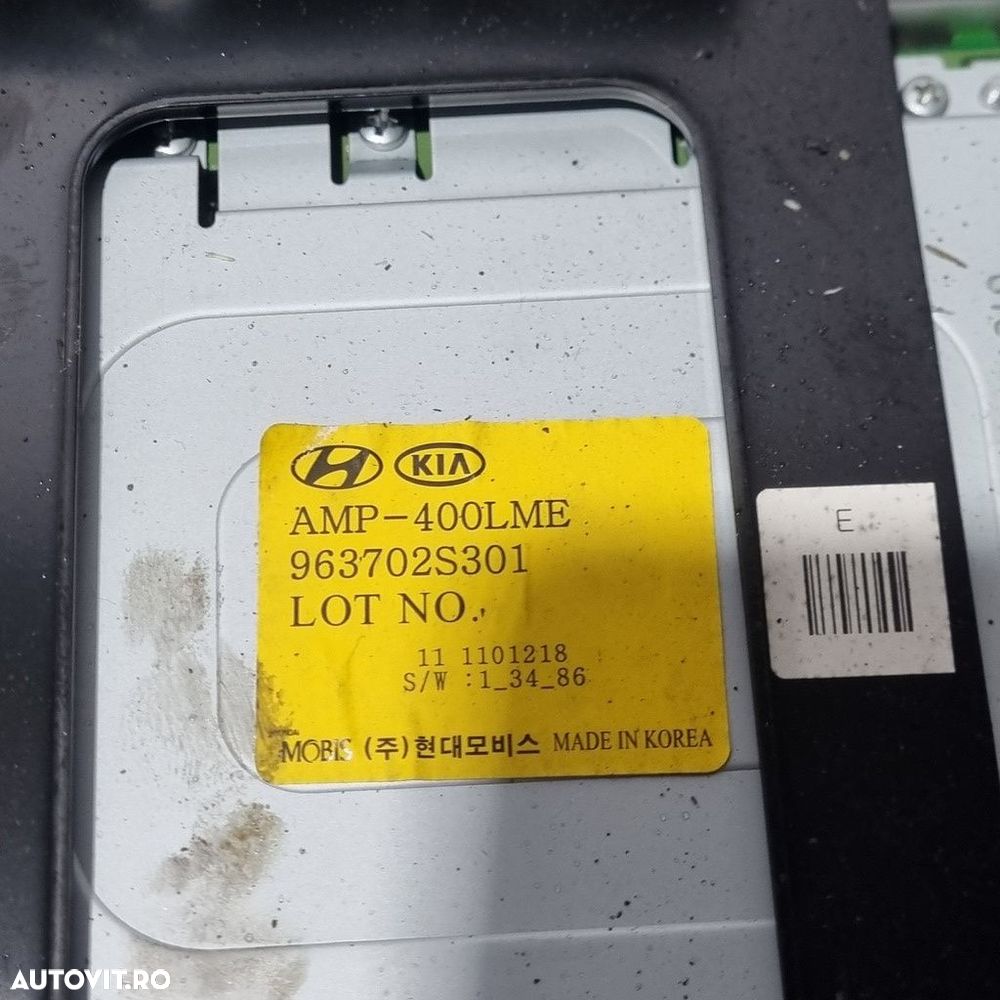 KIA
AMP-400LME
963702S301
LOT NO.
11 1101218
S/W :1_34_86
MOBIS (주)현대모비스 MADE IN KOREA
E
AUTOVIT.RO